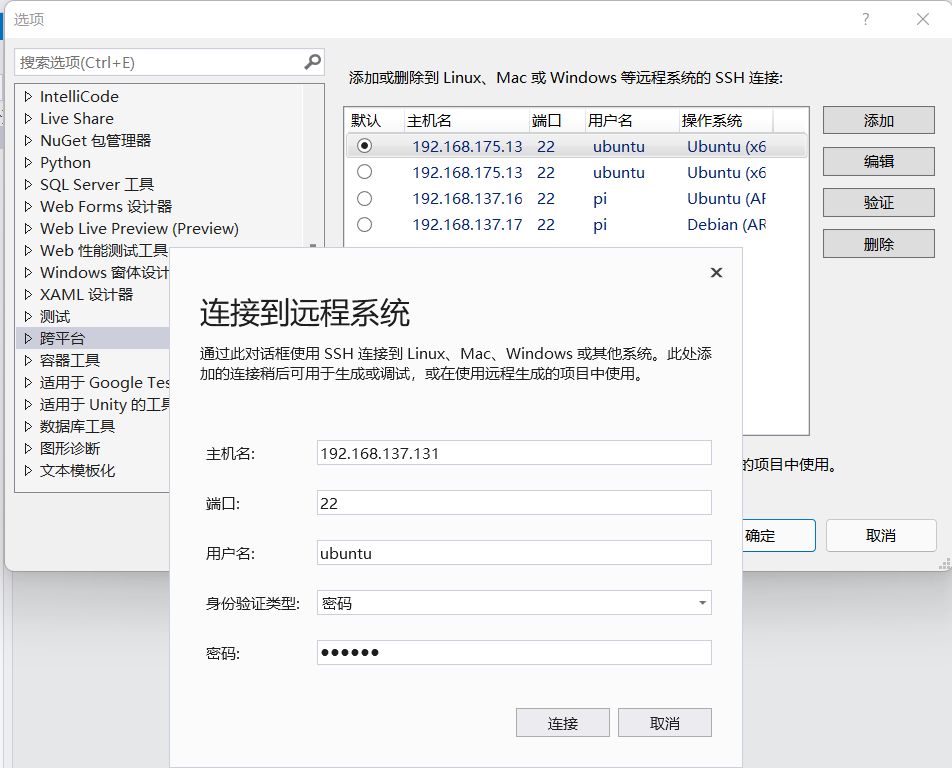 选项
搜索选项(Ctrl+E)
IntelliCode
Live Share
NuGet 包管理器
Python
SQL Server 工具
Web Forms 设计器
Web Live Preview (Preview)
Web 性能测试工具
Windows 窗体设计
XAML 设计器
测试
跨平台
容器工具
适用于 Google Tes
适用于 Unity 的工具
数据库工具
图形诊断
文本模板化
添加或删除到 Linux、Mac 或 Windows 等远程系统的 SSH 连接:
默认 主机名 端口 用户名 操作系统
192.168.175.13 22 ubuntu Ubuntu (x6
192.168.175.13 22 ubuntu Ubuntu (x6
192.168.137.16 22 pi Ubuntu (AF
192.168.137.17 22 pi Debian (AR
添加
编辑
验证
删除
的项目中使用。
确定
取消
连接到远程系统
通过此对话框使用 SSH 连接到 Linux、Mac、Windows 或其他系统。此处添
加的连接稍后可用于生成或调试，或在使用远程生成的项目中使用。
主机名: 192.168.137.131
端口: 22
用户名: ubuntu
身份验证类型: 密码
密码: ●●●●●●
连接
取消